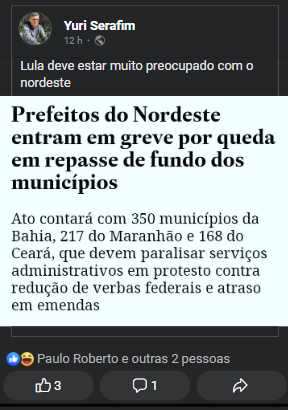 Yuri Serafim
12 h ·
Lula deve estar muito preocupado com o
nordeste
Prefeitos do Nordeste
entram em greve por queda
em repasse de fundo dos
municípios
Ato contará com 350 municípios da
Bahia, 217 do Maranhão e 168 do
Ceará, que devem paralisar serviços
administrativos em protesto contra
redução de verbas federais e atraso
em emendas
Paulo Roberto e outras 2 pessoas
3
1